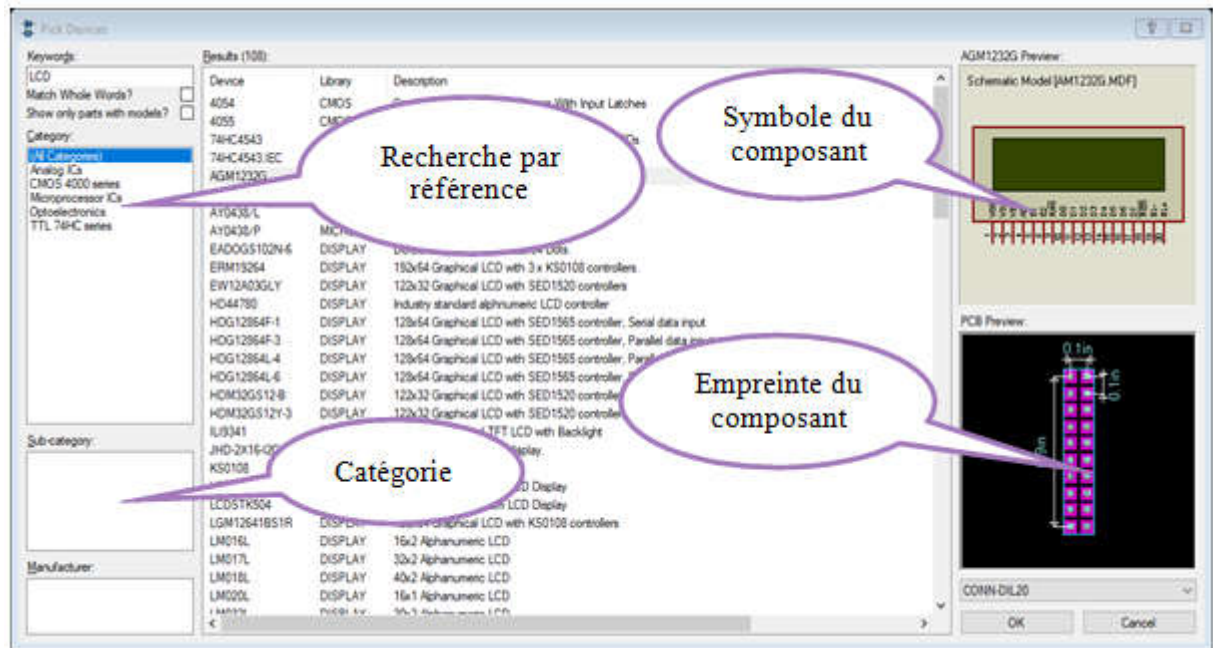 Pick Devices
Keywords:
LCD
Match Whole Words?
Show only parts with models?
Category:
(All Categories)
Analog ICs
CMOS 4000 series
Microprocessor ICs
Optoelectronics
TTL 74HC series
Sub-category:
Manufacturer:
Results (108):
Device Library Description
4054 CMOS With Input Latches
4055
74HC4543
74HC4543.IEC
AGM1232G
AY0438/L
AY0438/P
EADOGS102N-6 DISPLAY
ERM19264 DISPLAY 192x64 Graphical LCD with 3 x KS0108 controllers
EW12A03GLY DISPLAY 122x32 Graphical LCD with SED1520 controllers
HD44780 DISPLAY Industry standard alphnumeric LCD controller
HDG12864F-1 DISPLAY 128x64 Graphical LCD with SED1565 controller, Serial data input
HDG12864F-3 DISPLAY 128x64 Graphical LCD with SED1565 controller, Parallel data
HDG12864L-4 DISPLAY 128x64 Graphical LCD with SED1565 controller,
HDG12864L-6 DISPLAY 128x64 Graphical LCD with SED1565 controller,
HDM32GS12-B DISPLAY 122x32 Graphical LCD with SED1520
HDM32GS12Y-3 DISPLAY 122x32 Graphical LCD with SED1520
ILI9341 TFT LCD with Backlight
KS0108
LCD Display
LCDSTK504 LCD Display
LGM12641BS1R DISPLAY Graphical LCD with KS0108 controllers
LM016L DISPLAY 16x2 Alphanumeric LCD
LM017L DISPLAY 32x2 Alphanumeric LCD
LM018L DISPLAY 40x2 Alphanumeric LCD
LM020L DISPLAY 16x1 Alphanumeric LCD
Recherche par
référence
Catégorie
Symbole du
composant
Empreinte du
composant
AGM1232G Preview:
Schematic Model [AM1232G.MDF]
PCB Preview:
0.1in
0.1in
CONN-DIL20
OK Cancel